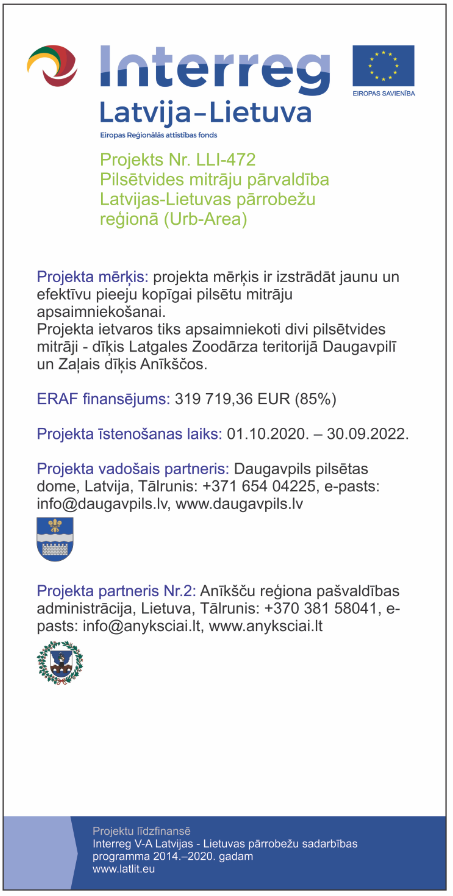 Interreg
EIROPAS SAVIENĪBA
Latvija-Lietuva
Eiropas Reģionālās attīstības fonds
Projekts Nr. LLI-472
Pilsētvides mitrāju pārvaldība
Latvijas-Lietuvas pārrobežu
reģionā (Urb-Area)
Projekta mērķis: projekta mērķis ir izstrādāt jaunu un
efektīvu pieeju kopīgai pilsētu mitrāju
apsaimniekošanai.
Projekta ietvaros tiks apsaimniekoti divi pilsētvides
mitrāji - dīķis Latgales Zoodārza teritorijā Daugavpilī
un Zaļais dīķis Anīkščos.
ERAF finansējums: 319 719,36 EUR (85%)
Projekta īstenošanas laiks: 01.10.2020. – 30.09.2022.
Projekta vadošais partneris: Daugavpils pilsētas
dome, Latvija, Tālrunis: +371 654 04225, e-pasts:
info@daugavpils.lv, www.daugavpils.lv
Projekta partneris Nr.2: Anīkšču reģiona pašvaldības
administrācija, Lietuva, Tālrunis: +370 381 58041, e-
pasts: info@anyksciai.lt, www.anyksciai.lt
Projektu līdzfinansē
Interreg V-A Latvijas - Lietuvas pārrobežu sadarbības
programma 2014.–2020. gadam
www.latlit.eu